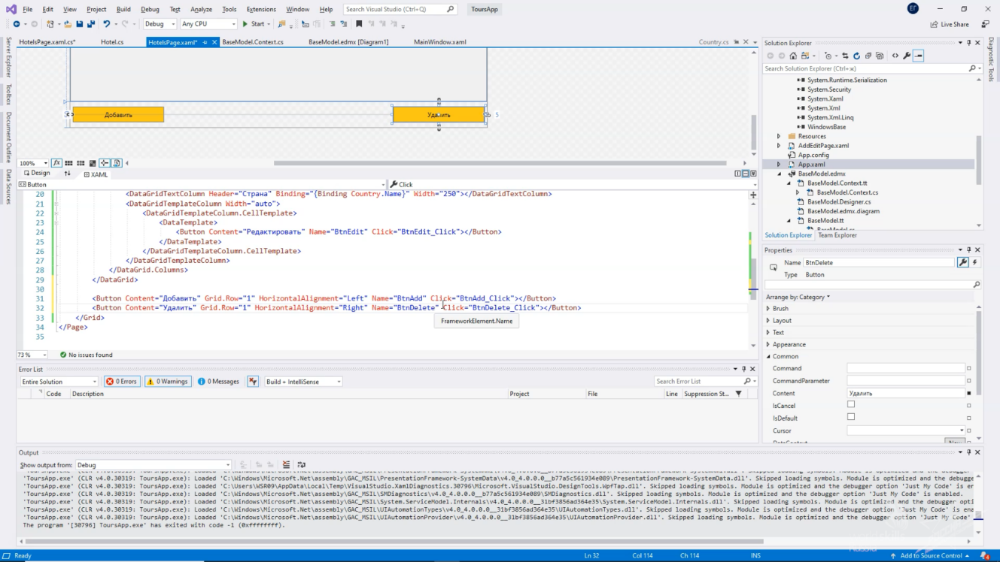 File Edit View Project Build Debug Test Analyze Tools Extensions Window Help Search Visual Studio (Ctrl+Q) ToursApp ЕГ
Debug Any CPU Start Live Share
HotelsPage.xaml.cs* Hotel.cs HotelsPage.xaml* BaseModel.Context.cs BaseModel.edmx [Diagram1] MainWindow.xaml Country.cs
Server Explorer
Toolbox
Document Outline
Data Sources
Добавить Удалить 5
100%
Design XAML
Button Click
20 <DataGridTextColumn Header="Страна" Binding="{Binding Country.Name}" Width="250"></DataGridTextColumn>
21 <DataGridTemplateColumn Width="auto">
22 <DataGridTemplateColumn.CellTemplate>
23 <DataTemplate>
24 <Button Content="Редактировать" Name="BtnEdit" Click="BtnEdit_Click"></Button>
25 </DataTemplate>
26 </DataGridTemplateColumn.CellTemplate>
27 </DataGridTemplateColumn>
28 </DataGrid.Columns>
29 </DataGrid>
30
31 <Button Content="Добавить" Grid.Row="1" HorizontalAlignment="Left" Name="BtnAdd" Click="BtnAdd_Click"></Button>
32 <Button Content="Удалить" Grid.Row="1" HorizontalAlignment="Right" Name="BtnDelete" Click="BtnDelete_Click"></Button>
33 </Grid>
34 </Page>
35
FrameworkElement.Name
73 % No issues found
Error List
Entire Solution 0 Errors 0 Warnings 0 Messages Build + IntelliSense Search Error List
Code Description Project File Line Suppression St...
Output
Show output from: Debug
'ToursApp.exe' (CLR v4.0.30319: ToursApp.exe): Loaded 'C:\Windows\Microsoft.Net\assembly\GAC_MSIL\PresentationFramework-SystemData\v4.0_4.0.0.0__b77a5c561934e089\PresentationFramework-SystemData.dll'. Skipped loading symbols. Module is optimized and the debugge
'ToursApp.exe' (CLR v4.0.30319: ToursApp.exe): Loaded 'C:\Users\WSR09\AppData\Local\Temp\VisualStudio.XamlDiagnostics.30796\Microsoft.VisualStudio.DesignTools.WpfTap.dll'. Skipped loading symbols. Module is optimized and the debugger option 'Just My Code' is enabled.
'ToursApp.exe' (CLR v4.0.30319: ToursApp.exe): Loaded 'C:\Windows\Microsoft.Net\assembly\GAC_MSIL\SMDiagnostics\v4.0_4.0.0.0__b77a5c561934e089\SMDiagnostics.dll'. Skipped loading symbols. Module is optimized and the debugger option 'Just My Code' is enabled.
'ToursApp.exe' (CLR v4.0.30319: ToursApp.exe): Loaded 'C:\Windows\Microsoft.Net\assembly\GAC_MSIL\System.ServiceModel.Internals\v4.0_4.0.0.0__31bf3856ad364e35\System.ServiceModel.Internals.dll'. Skipped loading symbols. Module is optimized and the debugger opti
'ToursApp.exe' (CLR v4.0.30319: ToursApp.exe): Loaded 'C:\Windows\Microsoft.Net\assembly\GAC_MSIL\UIAutomationTypes\v4.0_4.0.0.0__31bf3856ad364e35\UIAutomationTypes.dll'. Skipped loading symbols. Module is optimized and the debugger option 'Just My Code' is ena
'ToursApp.exe' (CLR v4.0.30319: ToursApp.exe): Loaded 'C:\Windows\Microsoft.Net\assembly\GAC_MSIL\UIAutomationProvider\v4.0_4.0.0.0__31bf3856ad364e35\UIAutomationProvider.dll'. Skipped loading symbols. Module is optimized and the debugger option 'Just My Code'
The program '[30796] ToursApp.exe' has exited with code -1 (0xffffffff).
Solution Explorer
Search Solution Explorer (Ctrl+ж)
System.Runtime.Serialization
System.Security
System.Xaml
System.Xml
System.Xml.Linq
WindowsBase
Resources
AddEditPage.xaml
App.config
App.xaml
BaseModel.edmx
BaseModel.Context.tt
BaseModel.Context.cs
BaseModel.Designer.cs
BaseModel.edmx.diagram
BaseModel.tt
Solution Explorer Team Explorer
Properties
Name BtnDelete
Type Button
Arrange by: Category
Brush
Layout
Text
Appearance
Common
Command
CommandParameter
Content Удалить
IsCancel
IsDefault
Cursor
DataContext New
Diagnostic Tools
Russia
Ready Ln 32 Col 114 Ch 114 INS Add to Source Control 4